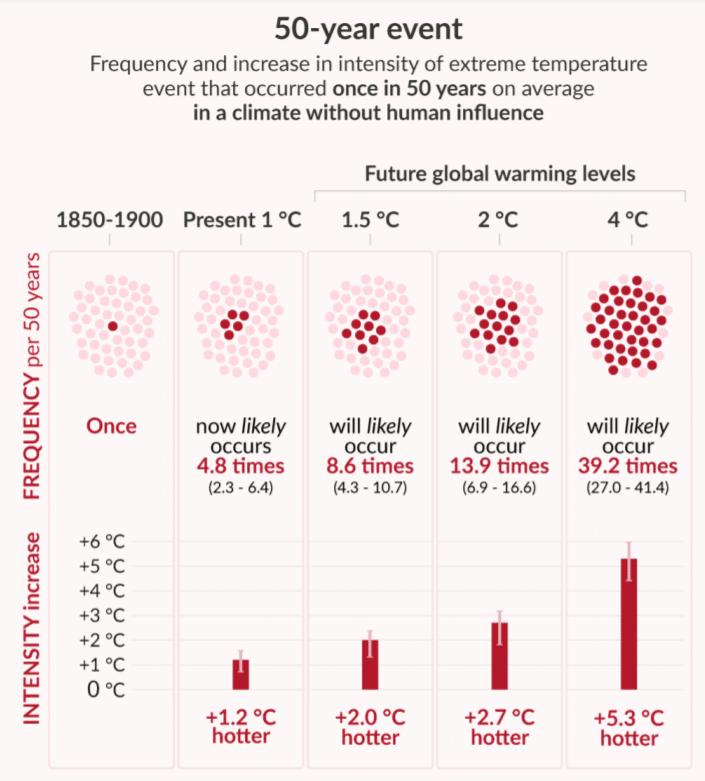 50-year event
Frequency and increase in intensity of extreme temperature
event that occurred once in 50 years on average
in a climate without human influence
Future global warming levels
1850-1900
Present 1 °C
1.5 °C
2 °C
4 °C
FREQUENCY per 50 years
Once
now likely
occurs
4.8 times
(2.3 - 6.4)
will likely
occur
8.6 times
(4.3 - 10.7)
will likely
occur
13.9 times
(6.9 - 16.6)
will likely
occur
39.2 times
(27.0 - 41.4)
INTENSITY increase
+6 °C
+5 °C
+4 °C
+3 °C
+2 °C
+1 °C
0 °C
+1.2 °C
hotter
+2.0 °C
hotter
+2.7 °C
hotter
+5.3 °C
hotter